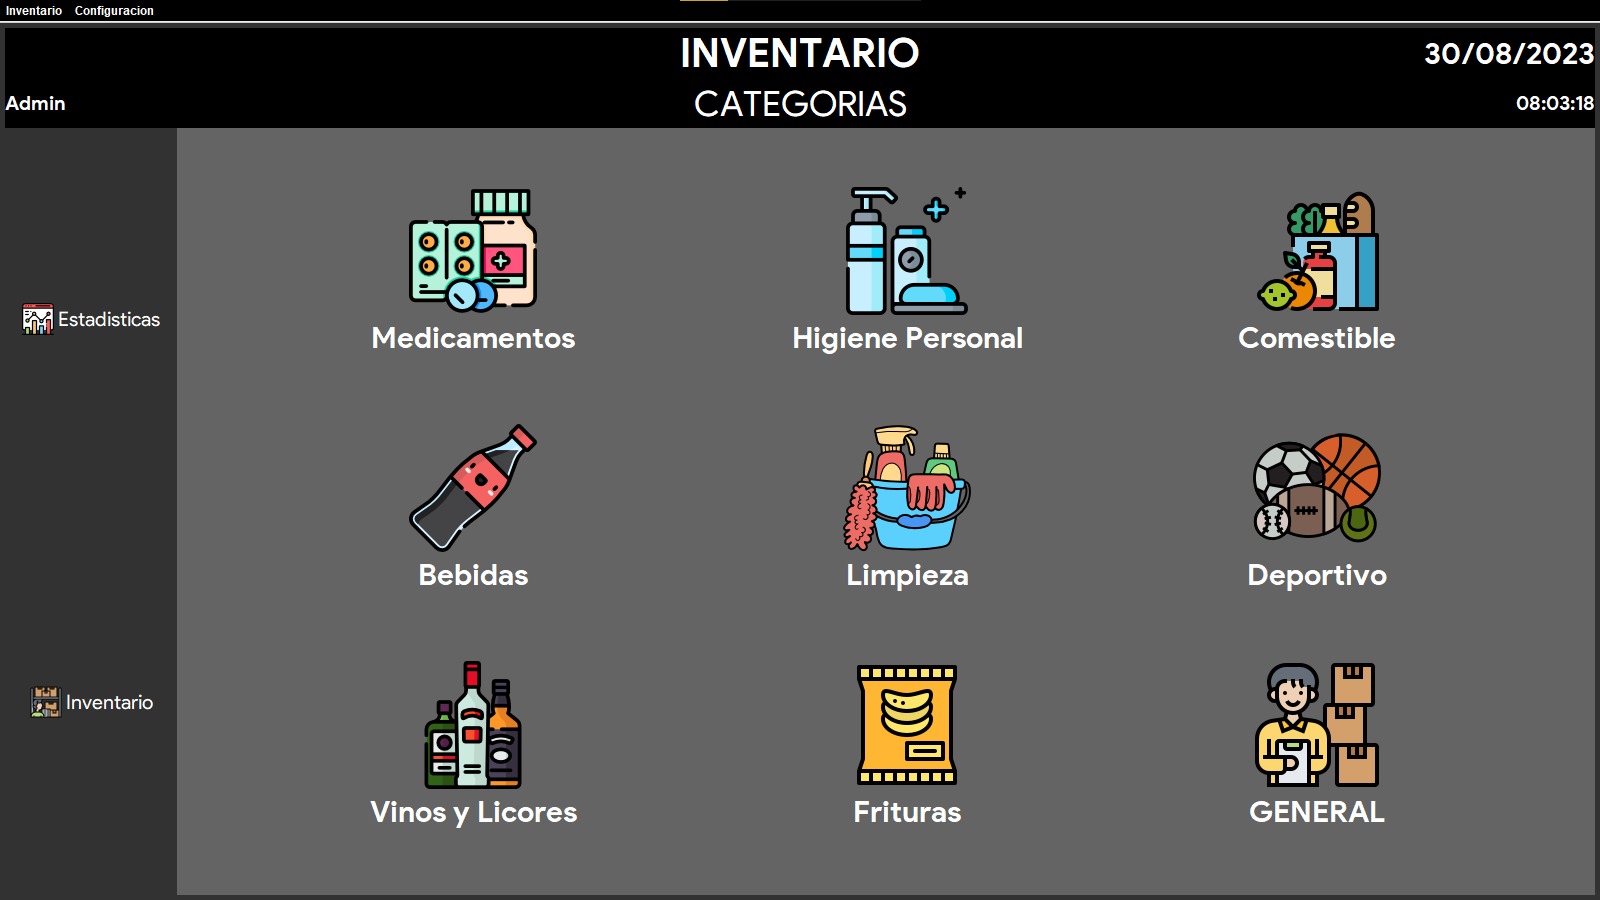 Inventario Configuracion
INVENTARIO
30/08/2023
Admin
CATEGORIAS
08:03:18
Medicamentos
Higiene Personal
Comestible
Estadisticas
Bebidas
Limpieza
Deportivo
Inventario
Vinos y Licores
Frituras
GENERAL